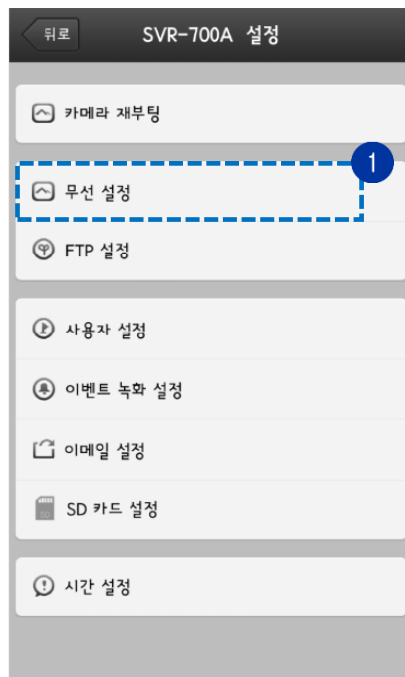 뒤로
SVR-700A 설정
카메라 재부팅
1
무선 설정
FTP 설정
사용자 설정
이벤트 녹화 설정
이메일 설정
SD
SD 카드 설정
시간 설정